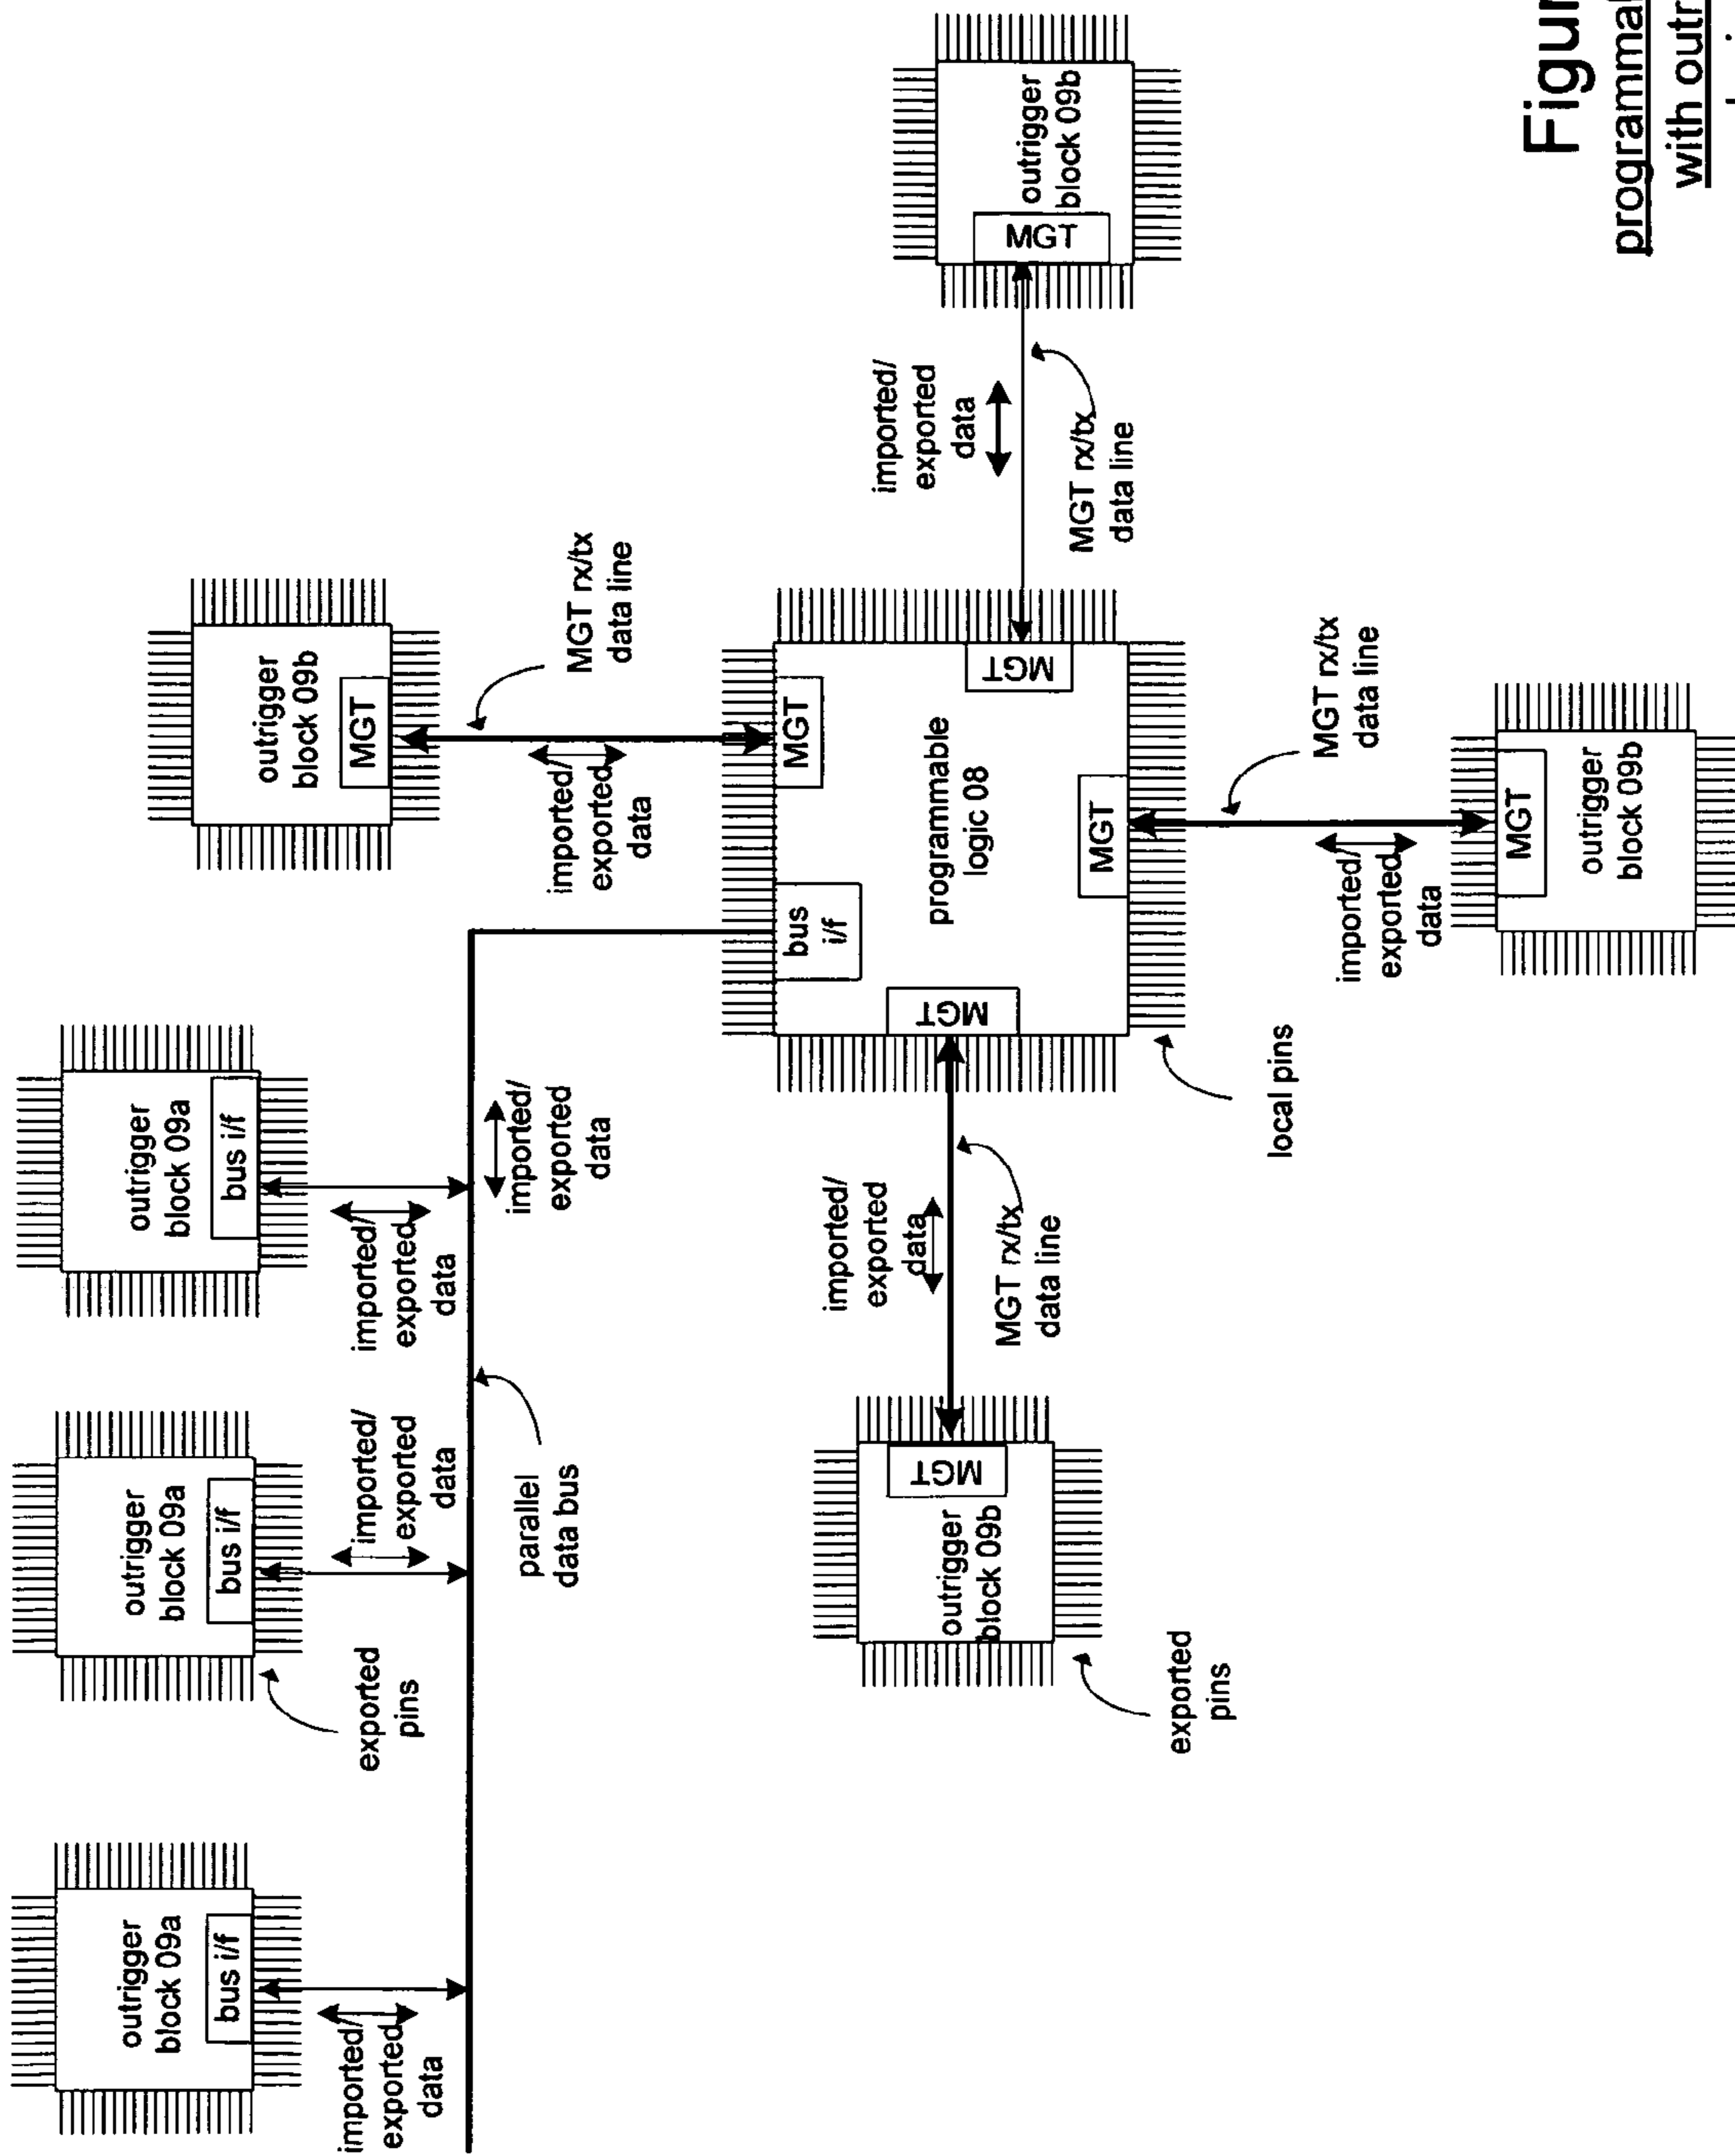 outrigger
block 09a
bus i/f
imported/
exported
data
outrigger
block 09a
bus i/f
exported
pins
imported/
exported
data
outrigger
block 09a
bus i/f
imported/
exported
data
parallel
data bus
imported/
exported
data
outrigger
block 09b
MGT
MGT rx/tx
data line
imported/
exported
data
MGT
bus
i/f
programmable
logic 08
MGT
MGT
MGT
local pins
imported/
exported
data
MGT rx/tx
data line
MGT
outrigger
block 09b
exported
pins
imported/
exported
data
MGT rx/tx
data line
MGT
outrigger
block 09b
MGT rx/tx
data line
imported/
exported
data
MGT
outrigger
block 09b
Figur
programma
with outr